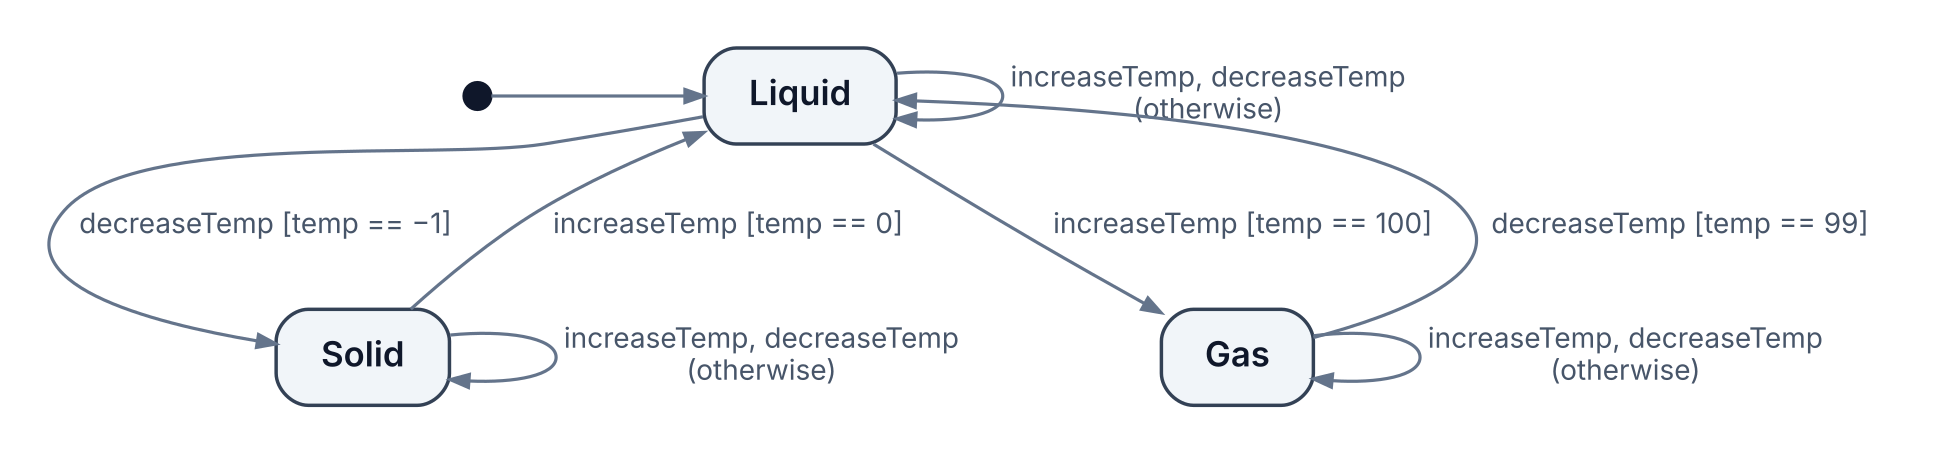 Liquid
increaseTemp, decreaseTemp
(otherwise)
decreaseTemp [temp == −1]
increaseTemp [temp == 0]
increaseTemp [temp == 100]
decreaseTemp [temp == 99]
Solid
increaseTemp, decreaseTemp
(otherwise)
Gas
increaseTemp, decreaseTemp
(otherwise)